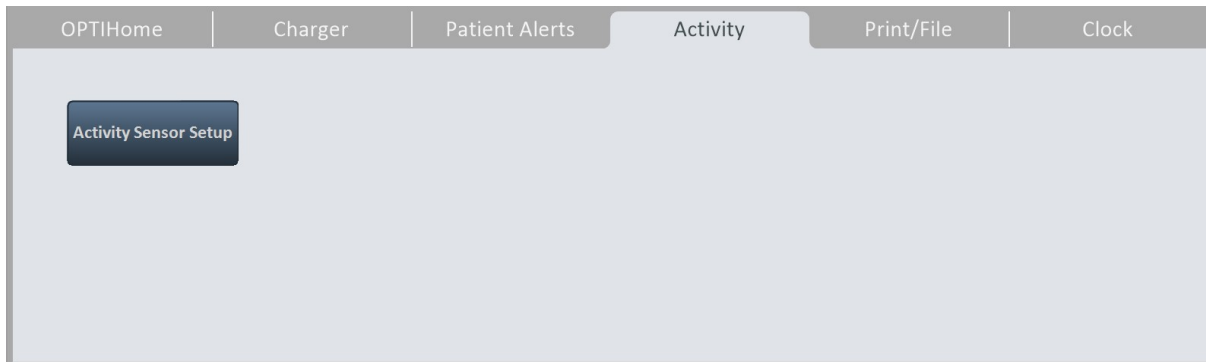 OPTIHome Charger Patient Alerts Activity Print/File Clock
Activity Sensor Setup